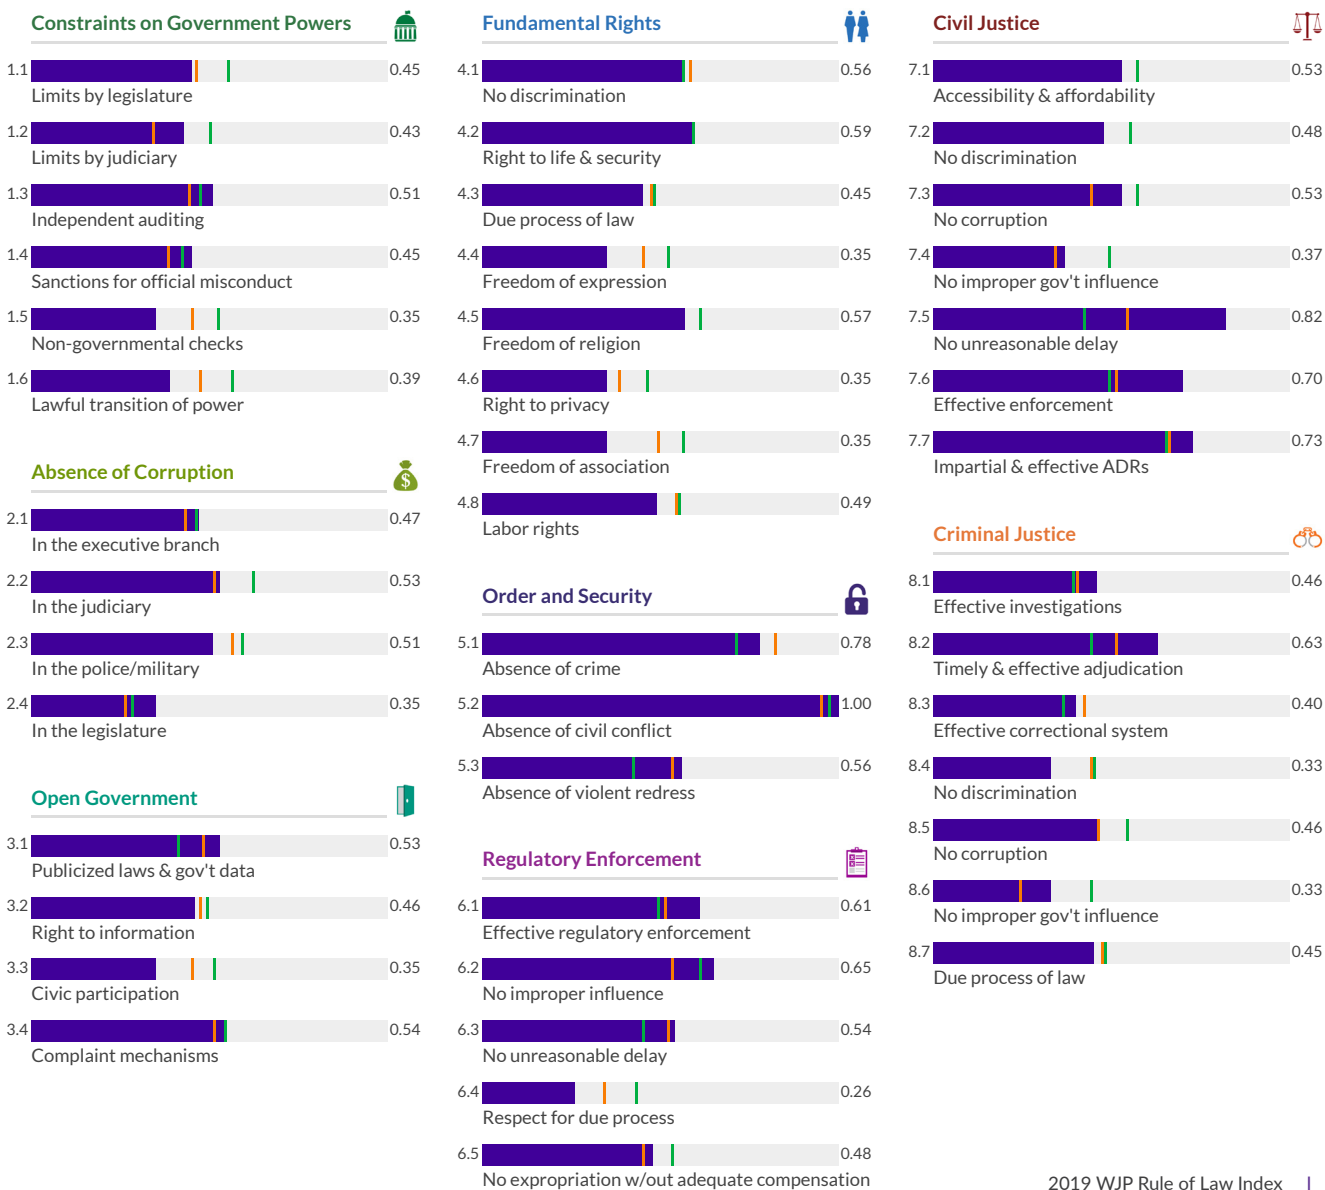 Constraints on Government Powers
1.1 0.45
Limits by legislature
1.2 0.43
Limits by judiciary
1.3 0.51
Independent auditing
1.4 0.45
Sanctions for official misconduct
1.5 0.35
Non-governmental checks
1.6 0.39
Lawful transition of power
Absence of Corruption
$
2.1 0.47
In the executive branch
2.2 0.53
In the judiciary
2.3 0.51
In the police/military
2.4 0.35
In the legislature
Open Government
3.1 0.53
Publicized laws & gov't data
3.2 0.46
Right to information
3.3 0.35
Civic participation
3.4 0.54
Complaint mechanisms
Fundamental Rights
4.1 0.56
No discrimination
4.2 0.59
Right to life & security
4.3 0.45
Due process of law
4.4 0.35
Freedom of expression
4.5 0.57
Freedom of religion
4.6 0.35
Right to privacy
4.7 0.35
Freedom of association
4.8 0.49
Labor rights
Order and Security
5.1 0.78
Absence of crime
5.2 1.00
Absence of civil conflict
5.3 0.56
Absence of violent redress
Regulatory Enforcement
6.1 0.61
Effective regulatory enforcement
6.2 0.65
No improper influence
6.3 0.54
No unreasonable delay
6.4 0.26
Respect for due process
6.5 0.48
No expropriation w/out adequate compensation
Civil Justice
7.1 0.53
Accessibility & affordability
7.2 0.48
No discrimination
7.3 0.53
No corruption
7.4 0.37
No improper gov't influence
7.5 0.82
No unreasonable delay
7.6 0.70
Effective enforcement
7.7 0.73
Impartial & effective ADRs
Criminal Justice
8.1 0.46
Effective investigations
8.2 0.63
Timely & effective adjudication
8.3 0.40
Effective correctional system
8.4 0.33
No discrimination
8.5 0.46
No corruption
8.6 0.33
No improper gov't influence
8.7 0.45
Due process of law
2019 WJP Rule of Law Index |